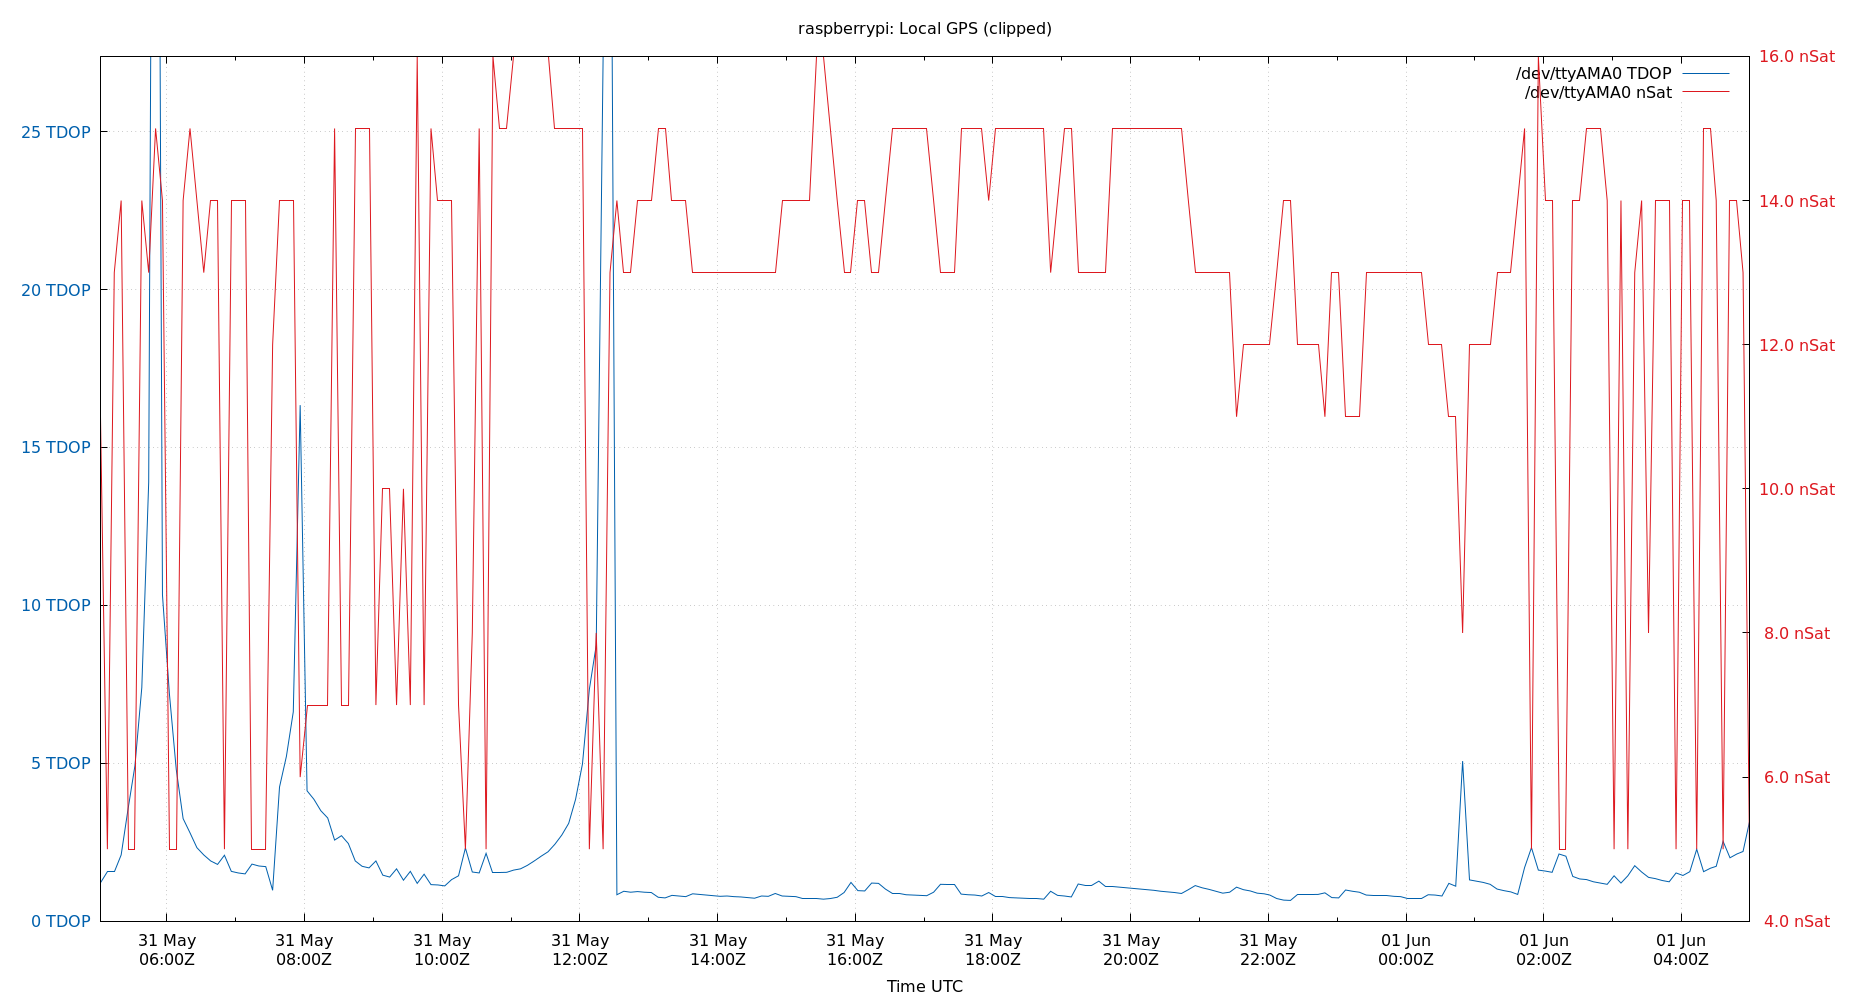 raspberrypi: Local GPS (clipped)
/dev/ttyAMA0 TDOP
/dev/ttyAMA0 nSat
25 TDOP
20 TDOP
15 TDOP
10 TDOP
5 TDOP
0 TDOP
16.0 nSat
14.0 nSat
12.0 nSat
10.0 nSat
8.0 nSat
6.0 nSat
4.0 nSat
31 May 31 May 31 May 31 May 31 May 31 May 31 May 31 May 31 May 01 Jun 01 Jun 01 Jun
06:00Z 08:00Z 10:00Z 12:00Z 14:00Z 16:00Z 18:00Z 20:00Z 22:00Z 00:00Z 02:00Z 04:00Z
Time UTC